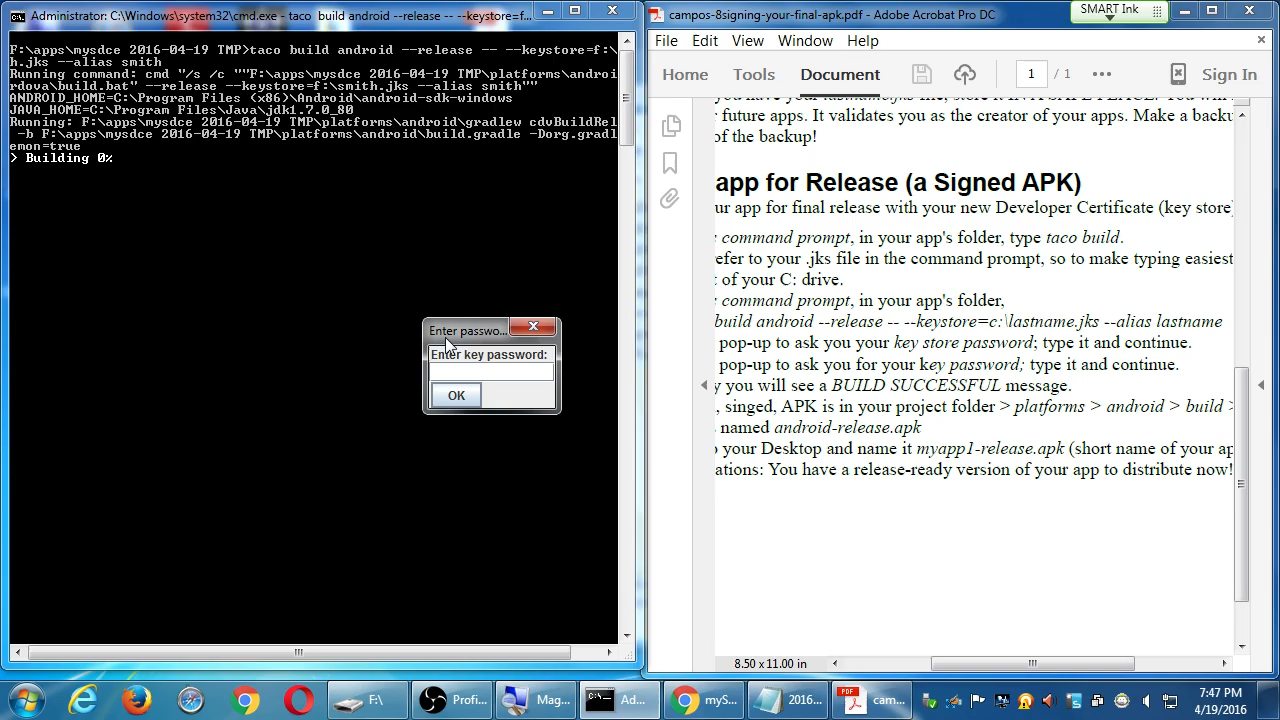 Administrator: C:\Windows\system32\cmd.exe - taco build android --release -- --keystore=f...
F:\apps\mysdce 2016-04-19 TMP>taco build android --release -- --keystore=f:\
h.jks --alias smith
Running command: cmd "/s /c ""F:\apps\mysdce 2016-04-19 TMP\platforms\androi
rdova\build.bat" --release --keystore=f:\smith.jks --alias smith""
ANDROID_HOME=C:\Program Files (x86)\Android\android-sdk-windows
JAVA_HOME=C:\Program Files\Java\jdk1.7.0_80
Running: F:\apps\mysdce 2016-04-19 TMP\platforms\android\gradlew cdvBuildRel
-b F:\apps\mysdce 2016-04-19 TMP\platforms\android\build.gradle -Dorg.gradl
emon=true
> Building 0%
Enter passwo...
Enter key password:
OK
campos-8signing-your-final-apk.pdf - Adobe Acrobat Pro DC
SMART Ink
File Edit View Window Help
Home Tools Document 1 / 1 Sign In
future apps. It validates you as the creator of your apps. Make a backu
of the backup!
app for Release (a Signed APK)
ur app for final release with your new Developer Certificate (key store)
command prompt, in your app's folder, type taco build.
efer to your .jks file in the command prompt, so to make typing easiest
t of your C: drive.
command prompt, in your app's folder,
build android --release -- --keystore=c:\lastname.jks --alias lastname
pop-up to ask you your key store password; type it and continue.
pop-up to ask you for your key password; type it and continue.
y you will see a BUILD SUCCESSFUL message.
, singed, APK is in your project folder > platforms > android > build >
named android-release.apk
o your Desktop and name it myapp1-release.apk (short name of your ap
ations: You have a release-ready version of your app to distribute now!
8.50 x 11.00 in
F:\
Profi...
Mag...
Ad...
myS...
2016...
PDF
cam...
7:47 PM
4/19/2016